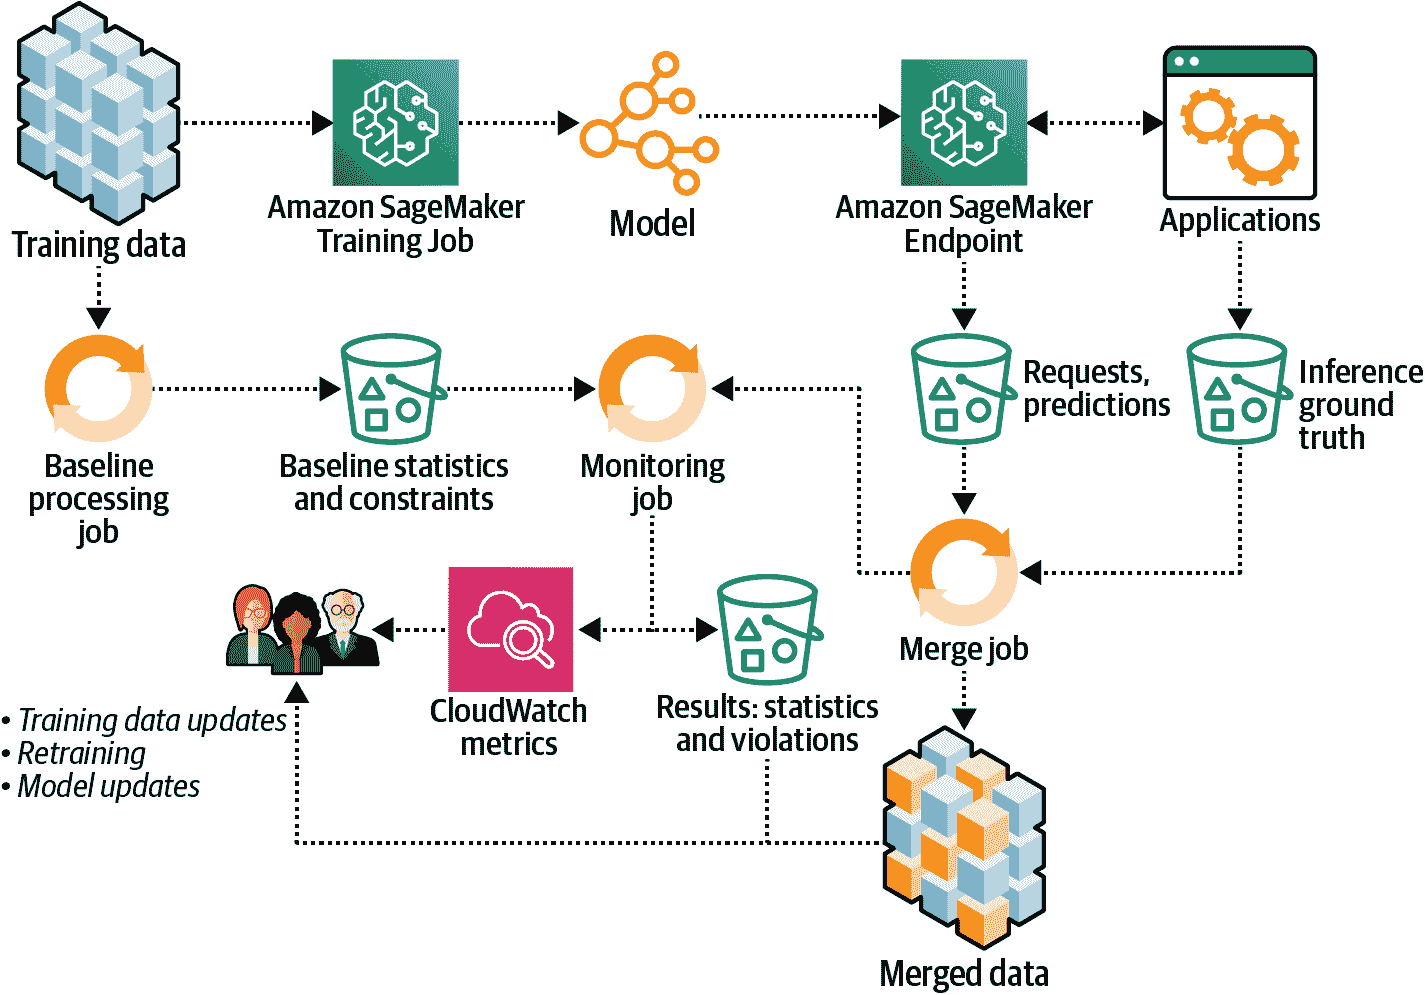 Training data
Amazon SageMaker
Training Job
Model
Amazon SageMaker
Endpoint
Applications
Baseline
processing
job
Baseline statistics
and constraints
Monitoring
job
Requests,
predictions
Inference
ground
truth
Merge job
• Training data updates
• Retraining
• Model updates
CloudWatch
metrics
Results: statistics
and violations
Merged data